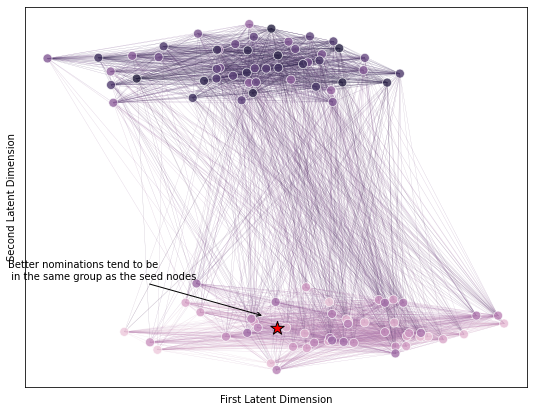 Second Latent Dimension
Better nominations tend to be
in the same group as the seed nodes
First Latent Dimension